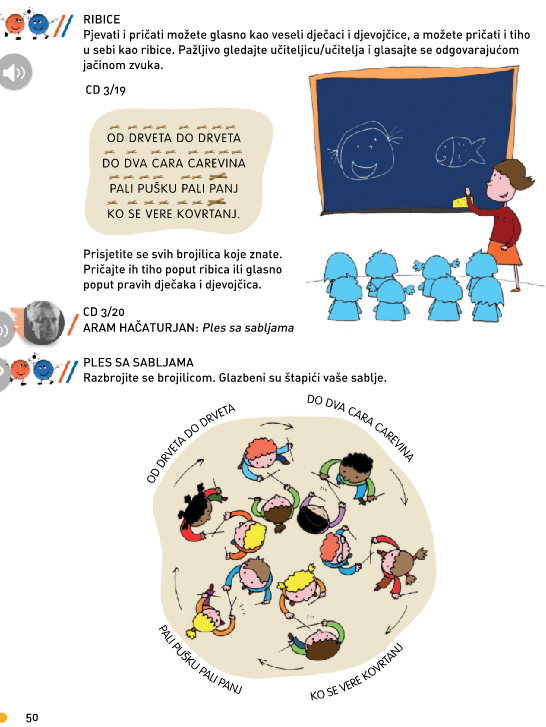 RIBICE
Pjevati i pričati možete glasno kao veseli dječaci i djevojčice, a možete pričati i tiho
u sebi kao ribice. Pažljivo gledajte učiteljicu/učitelja i glasajte se odgovarajućom
jačinom zvuka.
CD 3/19
OD DRVETA DO DRVETA
DO DVA CARA CAREVINA
PALI PUŠKU PALI PANJ
KO SE VERE KOVRTANJ.
Prisjetite se svih brojilica koje znate.
Pričajte ih tiho poput ribica ili glasno
poput pravih dječaka i djevojčica.
CD 3/20
ARAM HAČATURJAN: Ples sa sabljama
PLES SA SABLJAMA
Razbrojite se brojilicom. Glazbeni su štapići vaše sablje.
OD DRVETA DO DRVETA
DO DVA CARA CAREVINA
PALI PUŠKU PALI PANJ
KO SE VERE KOVRTANJ
50